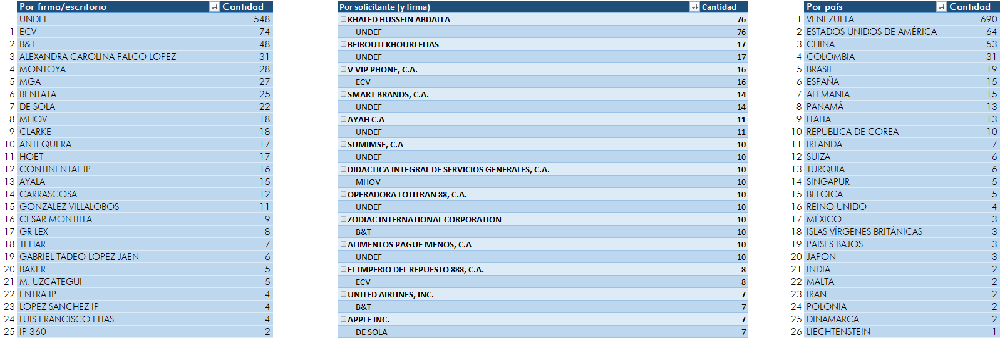 Por firma/escritorio Cantidad
UNDEF 548
1 ECV 74
2 B&T 48
3 ALEXANDRA CAROLINA FALCO LOPEZ 31
4 MONTOYA 28
5 MGA 27
6 BENTATA 25
7 DE SOLA 22
8 MHOV 18
9 CLARKE 18
10 ANTEQUERA 17
11 HOET 17
12 CONTINENTAL IP 16
13 AYALA 15
14 CARRASCOSA 12
15 GONZALEZ VILLALOBOS 11
16 CESAR MONTILLA 9
17 GR LEX 8
18 TEHAR 7
19 GABRIEL TADEO LOPEZ JAEN 6
20 BAKER 5
21 M. UZCATEGUI 5
22 ENTRA IP 4
23 LOPEZ SANCHEZ IP 4
24 LUIS FRANCISCO ELIAS 4
25 IP 360 2
Por solicitante (y firma) Cantidad
KHALED HUSSEIN ABDALLA 76
UNDEF 76
BEIROUTI KHOURI ELIAS 17
UNDEF 17
V VIP PHONE, C.A. 16
ECV 16
SMART BRANDS, C.A. 14
UNDEF 14
AYAH C.A 11
UNDEF 11
SUMIMSE, C.A 10
UNDEF 10
DIDACTICA INTEGRAL DE SERVICIOS GENERALES, C.A. 10
MHOV 10
OPERADORA LOTITRAN 88, C.A. 10
UNDEF 10
ZODIAC INTERNATIONAL CORPORATION 10
B&T 10
ALIMENTOS PAGUE MENOS, C.A 10
UNDEF 10
EL IMPERIO DEL REPUESTO 888, C.A. 8
ECV 8
UNITED AIRLINES, INC. 7
B&T 7
APPLE INC. 7
DE SOLA 7
Por país Cantidad
1 VENEZUELA 690
2 ESTADOS UNIDOS DE AMÉRICA 64
3 CHINA 53
4 COLOMBIA 31
5 BRASIL 19
6 ESPAÑA 15
7 ALEMANIA 15
8 PANAMÁ 13
9 ITALIA 13
10 REPUBLICA DE COREA 10
11 IRLANDA 7
12 SUIZA 6
13 TURQUIA 6
14 SINGAPUR 5
15 BELGICA 5
16 REINO UNIDO 4
17 MÉXICO 3
18 ISLAS VÍRGENES BRITÁNICAS 3
19 PAISES BAJOS 3
20 JAPON 3
21 INDIA 2
22 MALTA 2
23 IRAN 2
24 POLONIA 2
25 DINAMARCA 2
26 LIECHTENSTEIN 1